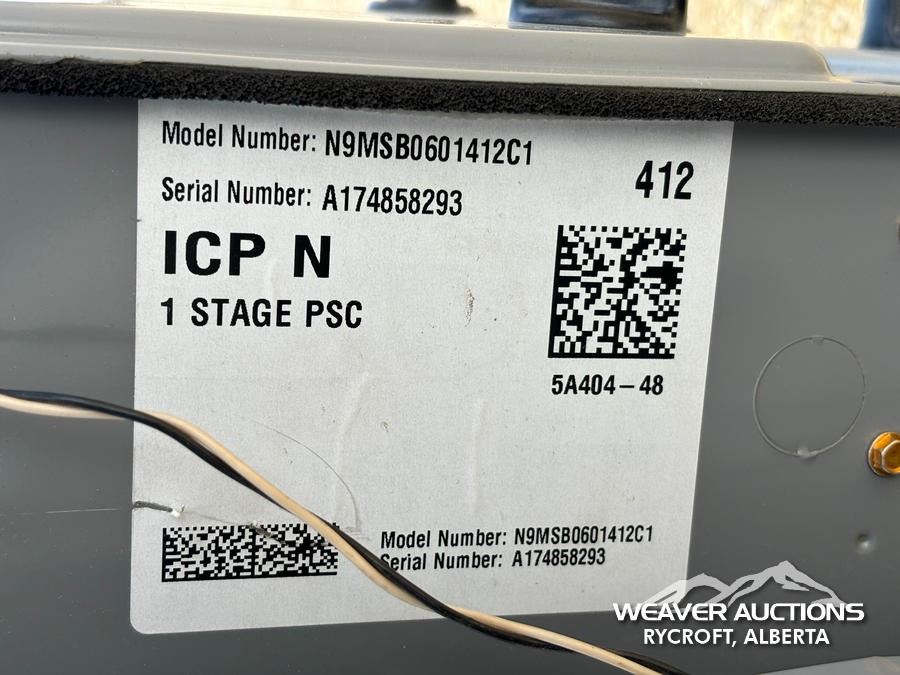 Model Number: N9MSB0601412C1
Serial Number: A174858293
412
ICP N
1 STAGE PSC
5A404-48
Model Number: N9MSB0601412C1
Serial Number: A174858293
WEAVER AUCTIONS
RYCROFT, ALBERTA